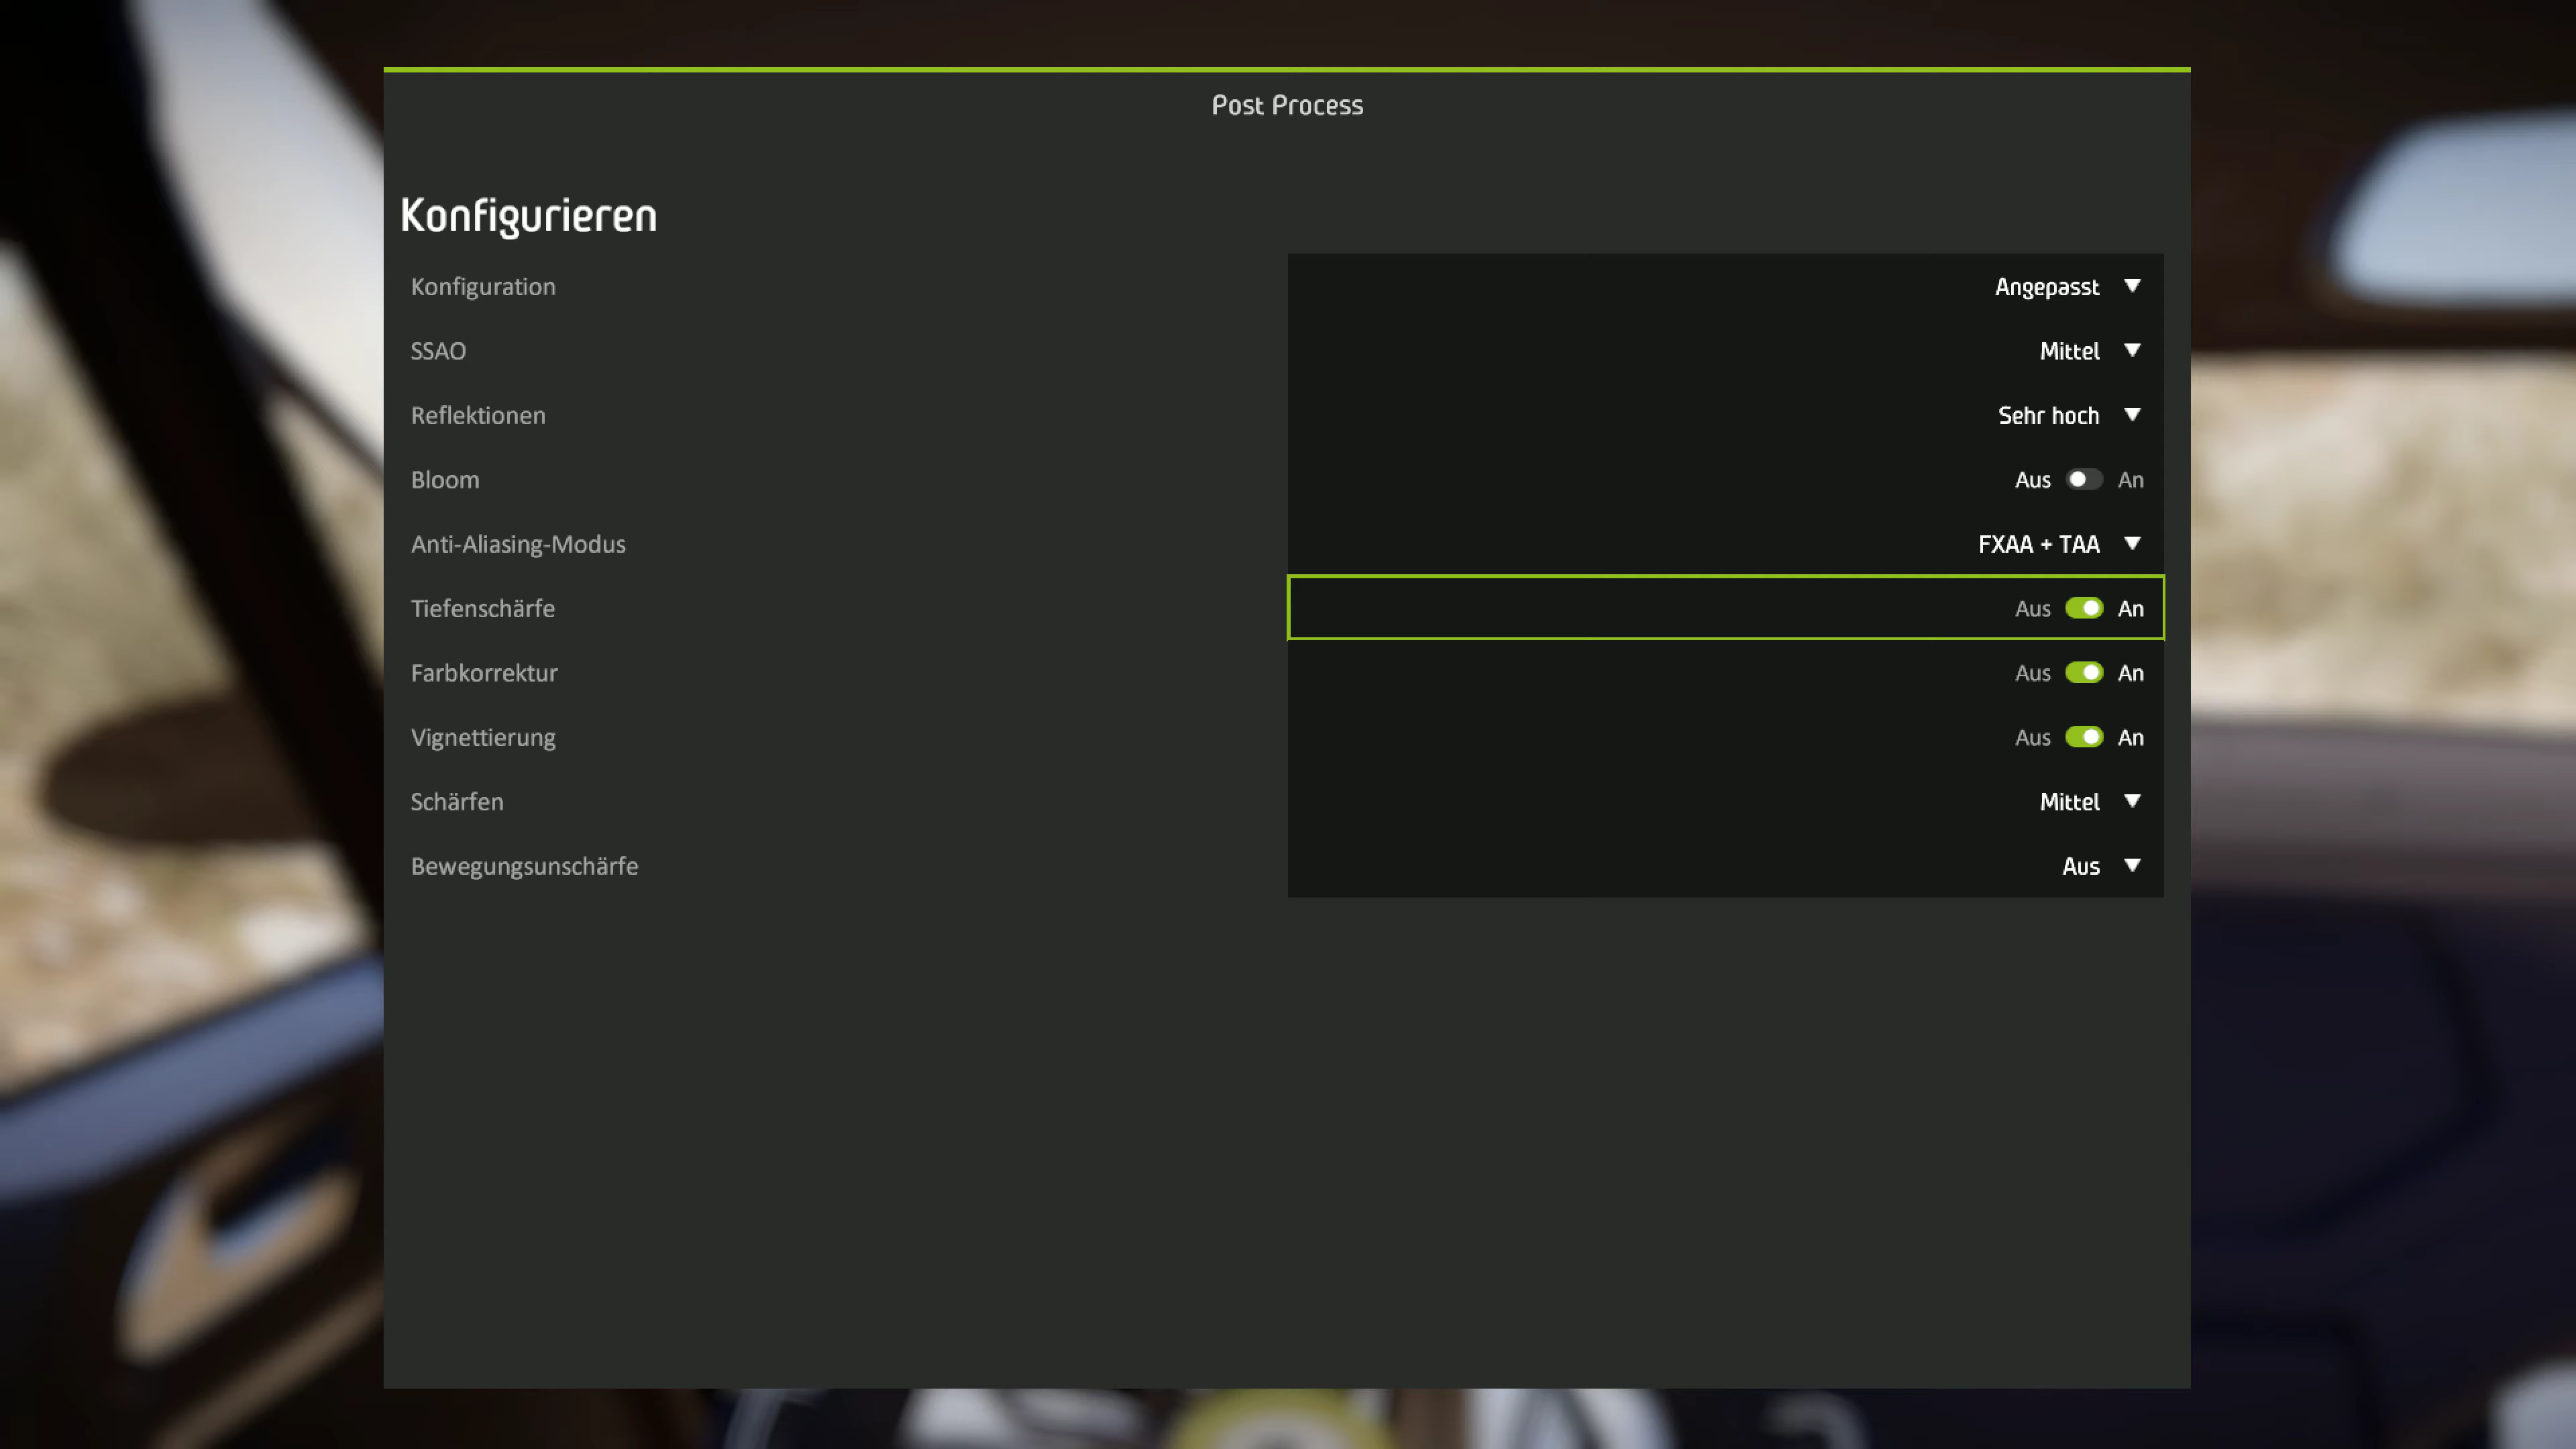 Post Process
Konfigurieren
Konfiguration Angepasst
SSAO Mittel
Reflektionen Sehr hoch
Bloom Aus An
Anti-Aliasing-Modus FXAA + TAA
Tiefenschärfe Aus An
Farbkorrektur Aus An
Vignettierung Aus An
Schärfen Mittel
Bewegungsunschärfe Aus